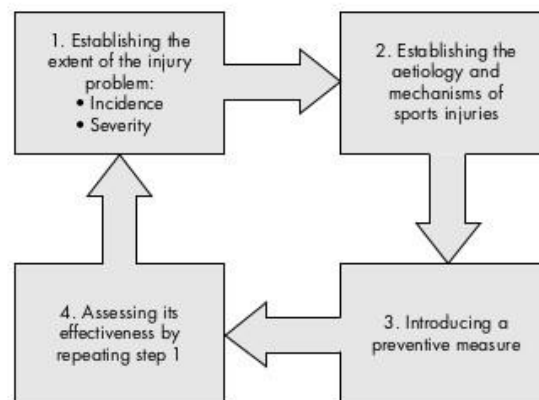 1. Establishing the
extent of the injury
problem:
• Incidence
• Severity
2. Establishing the
aetiology and
mechanisms of
sports injuries
3. Introducing a
preventive measure
4. Assessing its
effectiveness by
repeating step 1